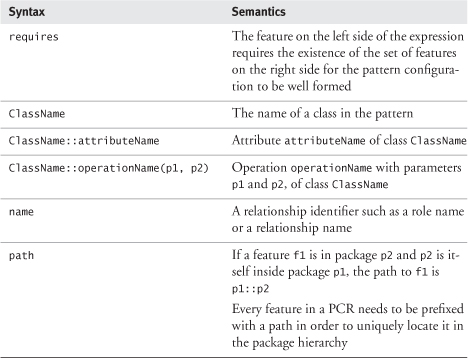 Syntax Semantics
requires The feature on the left side of the expression
requires the existence of the set of features
on the right side for the pattern configura-
tion to be well formed
ClassName The name of a class in the pattern
ClassName::attributeName Attribute attributeName of class ClassName
ClassName::operationName(p1, p2) Operation operationName with parameters
p1 and p2, of class ClassName
name A relationship identifier such as a role name
or a relationship name
path If a feature f1 is in package p2 and p2 is it-
self inside package p1, the path to f1 is
p1::p2
Every feature in a PCR needs to be prefixed
with a path in order to uniquely locate it in
the package hierarchy